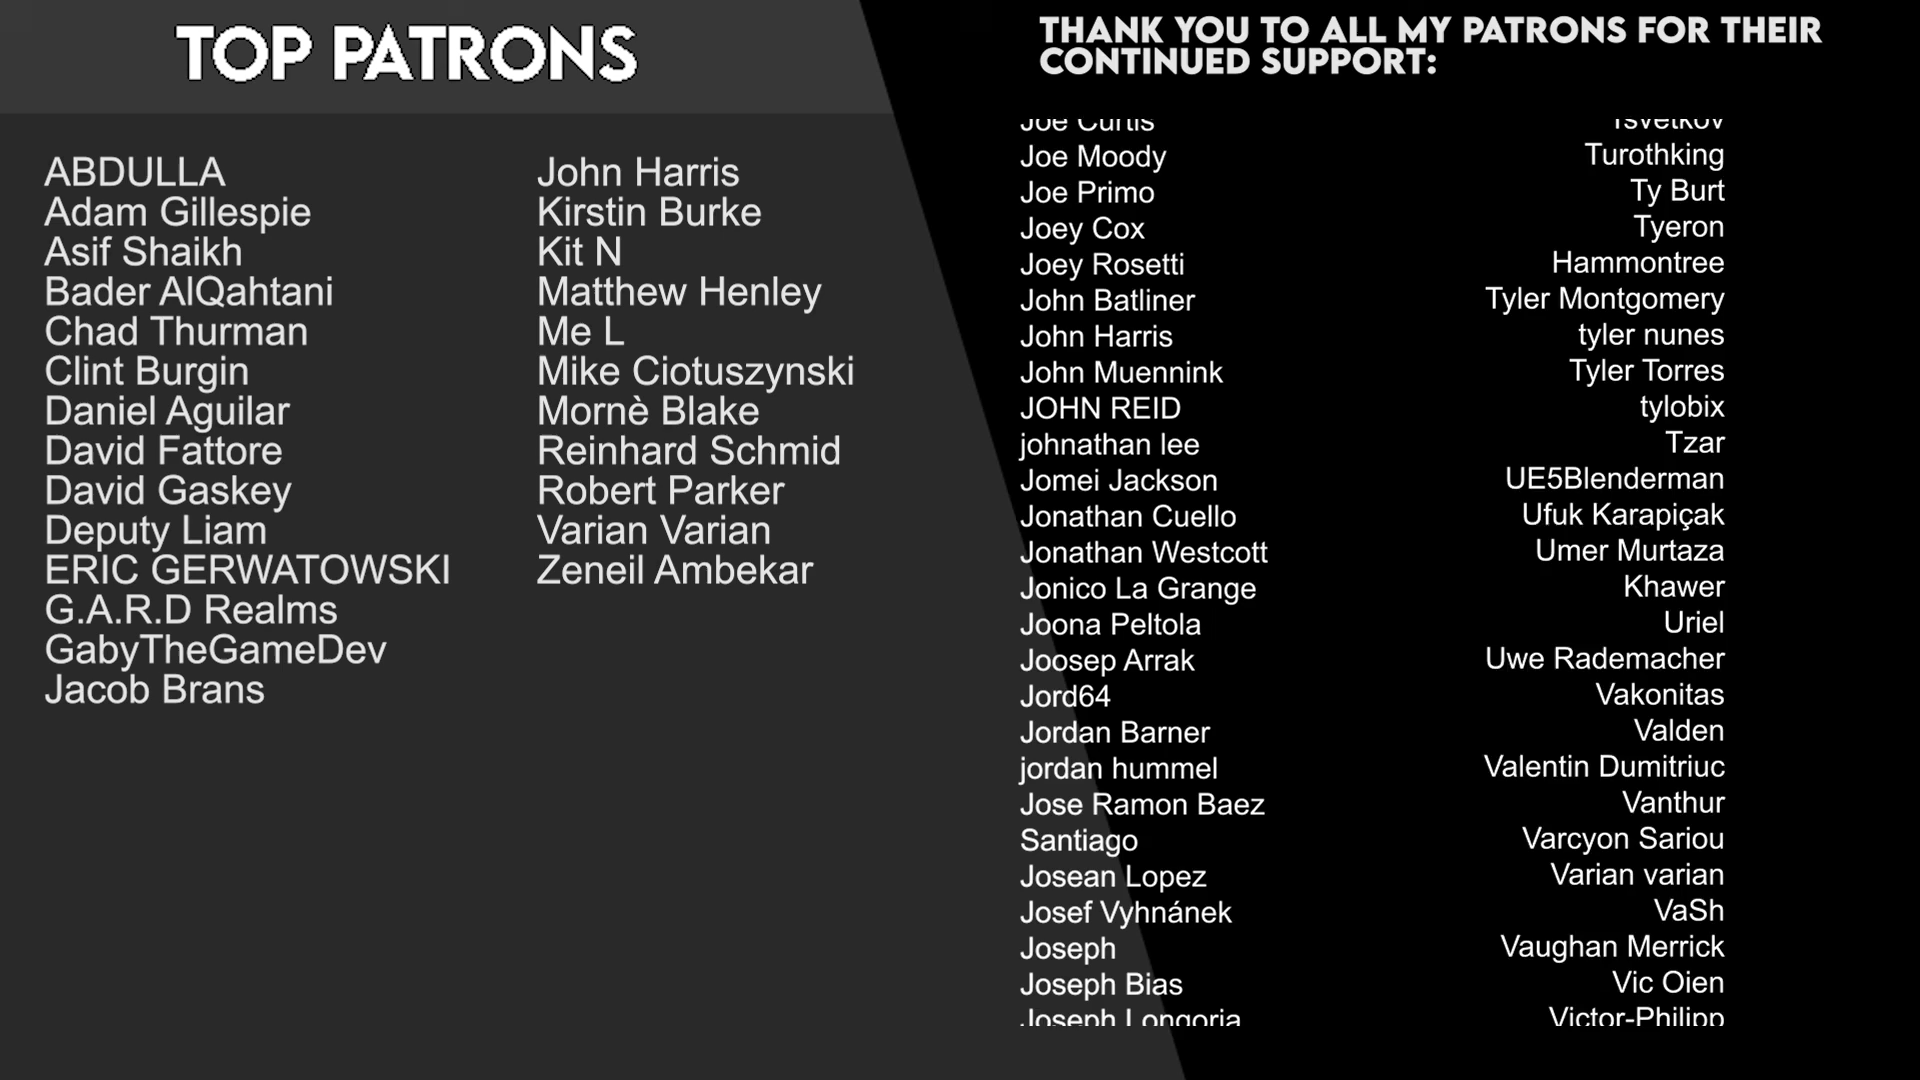 TOP PATRONS
ABDULLA
Adam Gillespie
Asif Shaikh
Bader AlQahtani
Chad Thurman
Clint Burgin
Daniel Aguilar
David Fattore
David Gaskey
Deputy Liam
ERIC GERWATOWSKI
G.A.R.D Realms
GabyTheGameDev
Jacob Brans
John Harris
Kirstin Burke
Kit N
Matthew Henley
Me L
Mike Ciotuszynski
Mornè Blake
Reinhard Schmid
Robert Parker
Varian Varian
Zeneil Ambekar
THANK YOU TO ALL MY PATRONS FOR THEIR
CONTINUED SUPPORT:
Joe Curtis
Joe Moody
Joe Primo
Joey Cox
Joey Rosetti
John Batliner
John Harris
John Muennink
JOHN REID
johnathan lee
Jomei Jackson
Jonathan Cuello
Jonathan Westcott
Jonico La Grange
Joona Peltola
Joosep Arrak
Jord64
Jordan Barner
jordan hummel
Jose Ramon Baez
Santiago
Josean Lopez
Josef Vyhnánek
Joseph
Joseph Bias
Joseph Longoria
Tsvetkov
Turothking
Ty Burt
Tyeron
Hammontree
Tyler Montgomery
tyler nunes
Tyler Torres
tylobix
Tzar
UE5Blenderman
Ufuk Karapiçak
Umer Murtaza
Khawer
Uriel
Uwe Rademacher
Vakonitas
Valden
Valentin Dumitriuc
Vanthur
Varcyon Sariou
Varian varian
VaSh
Vaughan Merrick
Vic Oien
Victor-Philipp